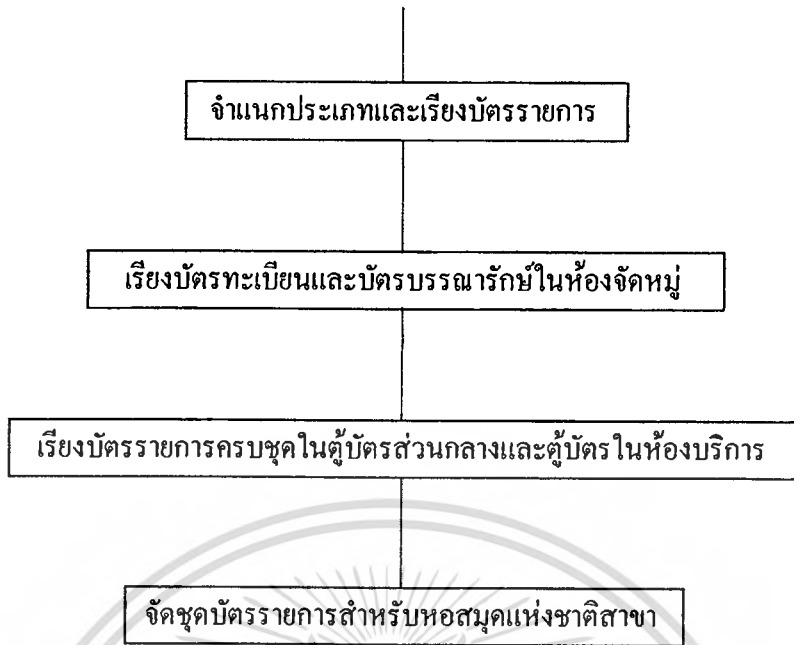 จำแนกประเภทและเรียงบัตรรายการ
เรียงบัตรทะเบียนและบัตรบรรณารักษ์ในห้องจัดหมู่
เรียงบัตรรายการครบชุดในตู้บัตรส่วนกลางและตู้บัตรในห้องบริการ
จัดชุดบัตรรายการสำหรับหอสมุดแห่งชาติสาขา